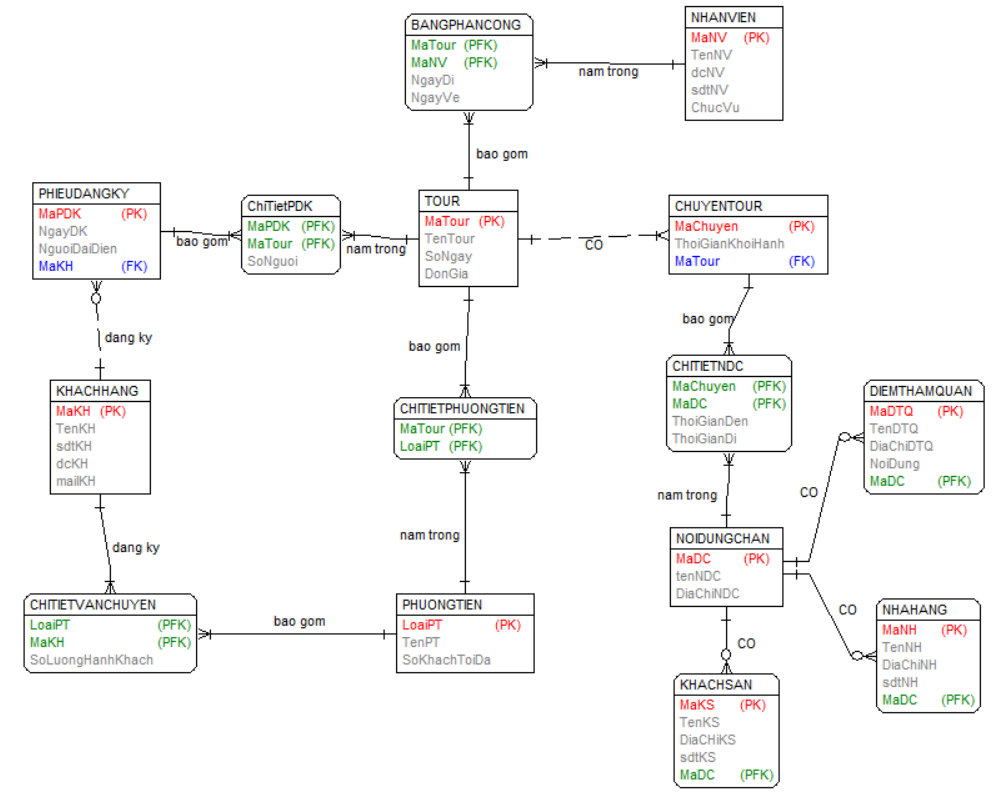 BANGPHANCONG
MaTour (PFK)
MaNV (PFK)
NgayDi
NgayVe
NHANVIEN
MaNV (PK)
TenNV
dcNV
sdtNV
ChucVu
nam trong
bao gom
PHIEUDANGKY
MaPDK (PK)
NgayDK
NguoiDaiDien
MaKH (FK)
bao gom
ChiTietPDK
MaPDK (PFK)
MaTour (PFK)
SoNguoi
nam trong
TOUR
MaTour (PK)
TenTour
SoNgay
DonGia
CO
CHUYENTOUR
MaChuyen (PK)
ThoiGianKhoiHanh
MaTour (FK)
dang ky
bao gom
bao gom
KHACHHANG
MaKH (PK)
TenKH
sdtKH
dcKH
mailKH
CHITIETPHUONGTIEN
MaTour (PFK)
LoaiPT (PFK)
CHITIETNDC
MaChuyen (PFK)
MaDC (PFK)
ThoiGianDen
ThoiGianDi
DIEMTHAMQUAN
MaDTQ (PK)
TenDTQ
DiaChiDTQ
NoiDung
MaDC (PFK)
CO
nam trong
dang ky
nam trong
NOIDUNGCHAN
MaDC (PK)
tenNDC
DiaChiNDC
CHITIETVANCHUYEN
LoaiPT (PFK)
MaKH (PFK)
SoLuongHanhKhach
bao gom
PHUONGTIEN
LoaiPT (PK)
TenPT
SoKhachToiDa
CO
CO
NHAHANG
MaNH (PK)
TenNH
DiaChiNH
sdtNH
MaDC (PFK)
KHACHSAN
MaKS (PK)
TenKS
DiaCHiKS
sdtKS
MaDC (PFK)